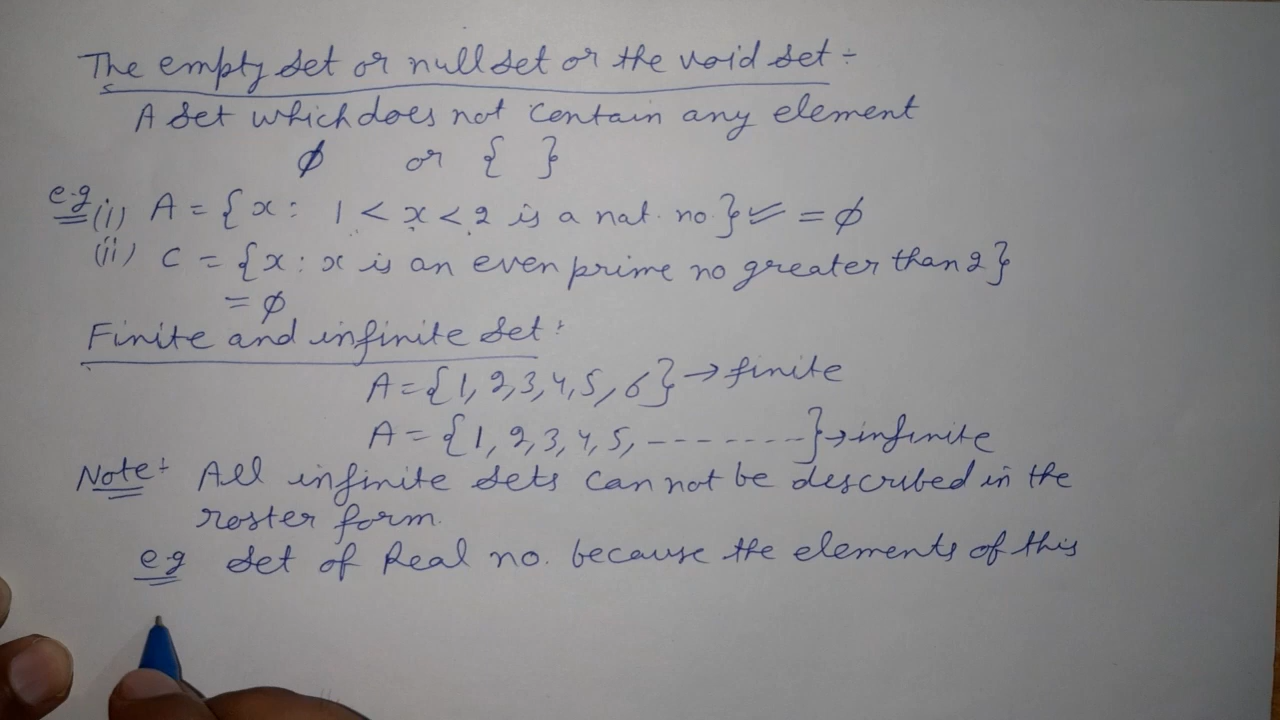 The empty set or null set or the void set :-
A set which does not contain any element
ϕ or { }
e.g (i) A = {x : 1 < x < 2 is a nat. no.} = ϕ
(ii) C = {x : x is an even prime no greater than 2}
= ϕ
Finite and infinite set :
A = {1, 2, 3, 4, 5, 6} → finite
A = {1, 2, 3, 4, 5, --------} → infinite
Note : All infinite sets can not be described in the
roster form.
e.g set of Real no. because the elements of this